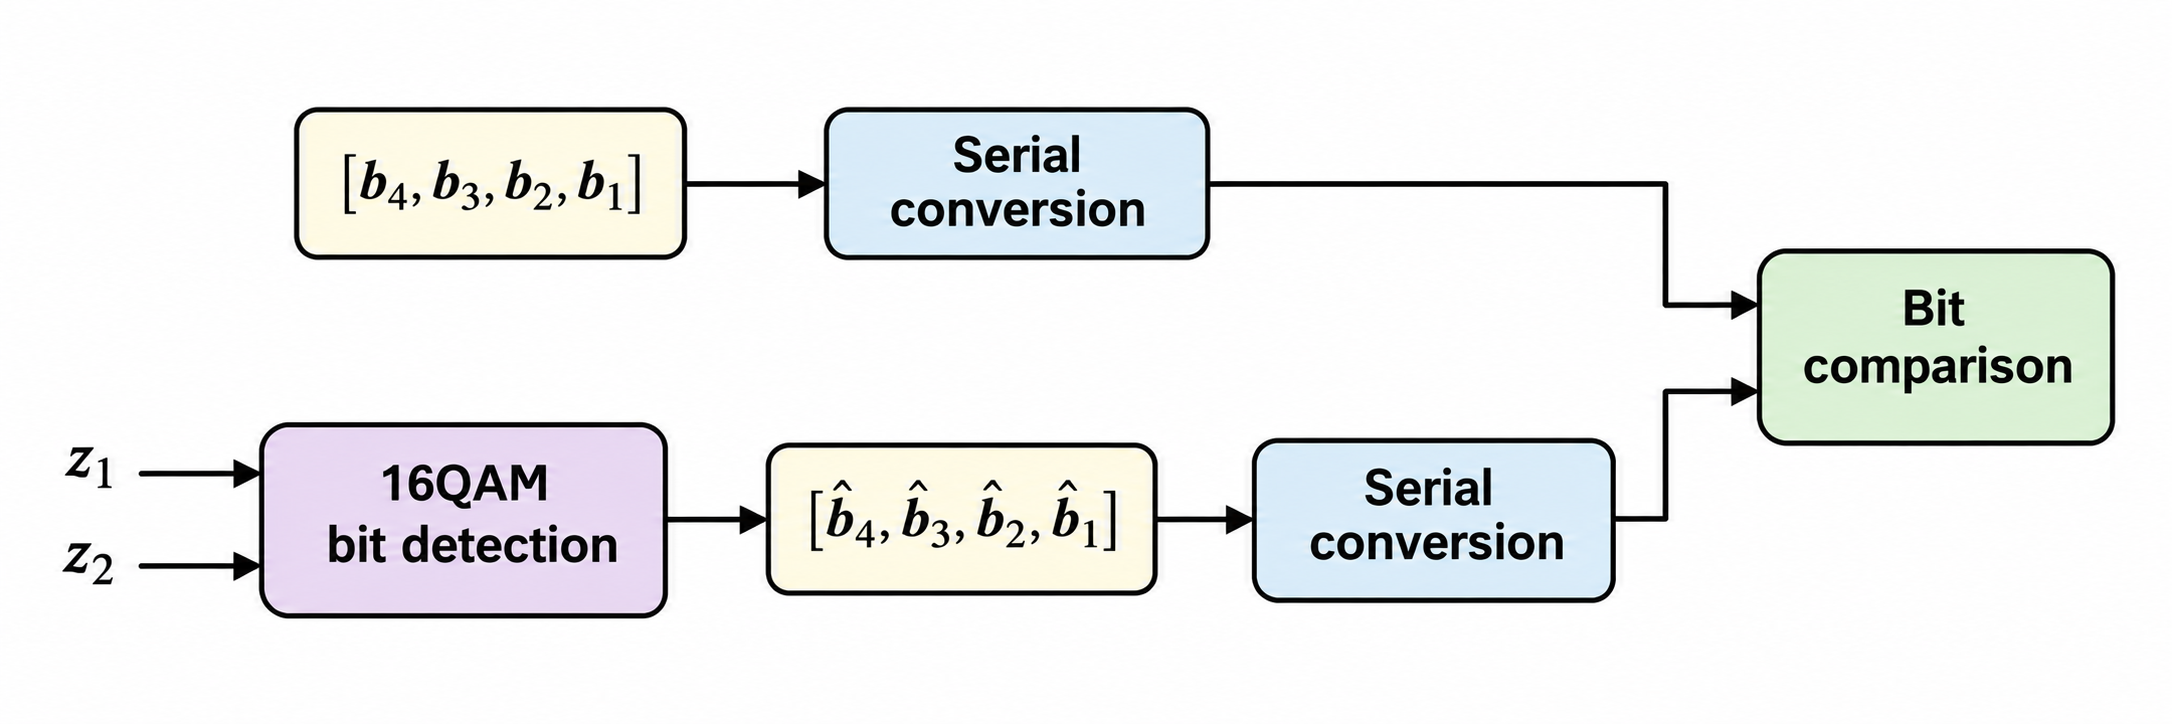 [b₄, b₃, b₂, b₁]
Serial
conversion
Bit
comparison
z₁
z₂
16QAM
bit detection
[b̂₄, b̂₃, b̂₂, b̂₁]
Serial
conversion